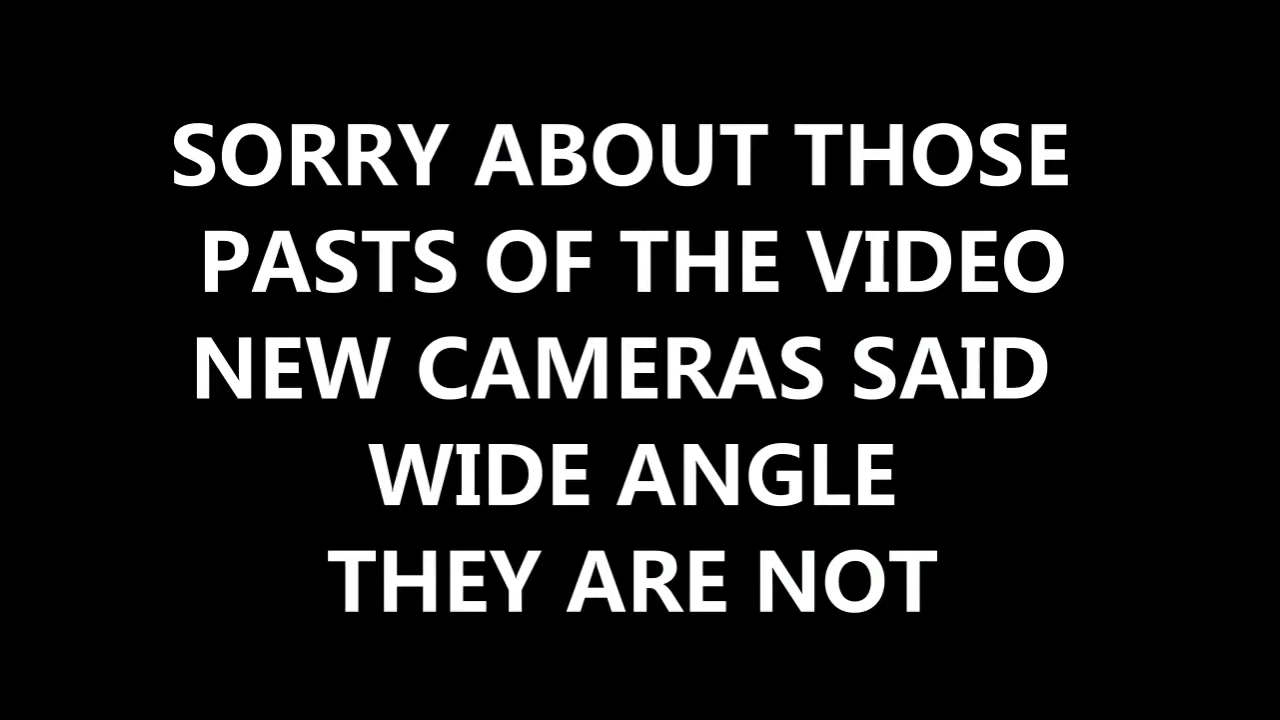 SORRY ABOUT THOSE
PASTS OF THE VIDEO
NEW CAMERAS SAID
WIDE ANGLE
THEY ARE NOT